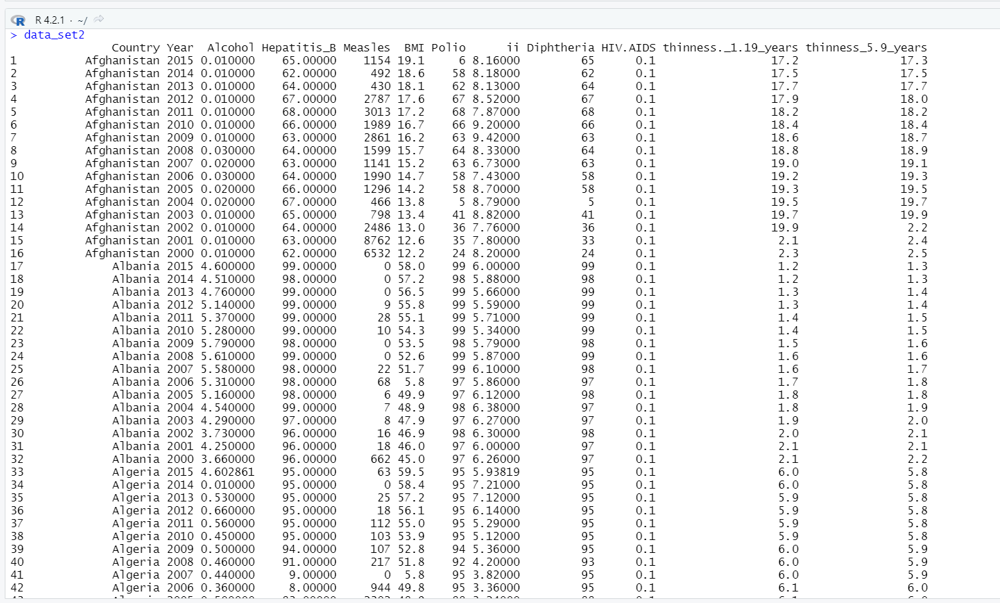 R 4.2.1 · ~/
> data_set2
Country Year Alcohol Hepatitis_B Measles BMI Polio ii Diphtheria HIV.AIDS thinness._1.19_years thinness_5.9_years
1 Afghanistan 2015 0.010000 65.00000 1154 19.1 6 8.16000 65 0.1 17.2 17.3
2 Afghanistan 2014 0.010000 62.00000 492 18.6 58 8.18000 62 0.1 17.5 17.5
3 Afghanistan 2013 0.010000 64.00000 430 18.1 62 8.13000 64 0.1 17.7 17.7
4 Afghanistan 2012 0.010000 67.00000 2787 17.6 67 8.52000 67 0.1 17.9 18.0
5 Afghanistan 2011 0.010000 68.00000 3013 17.2 68 7.87000 68 0.1 18.2 18.2
6 Afghanistan 2010 0.010000 66.00000 1989 16.7 66 9.20000 66 0.1 18.4 18.4
7 Afghanistan 2009 0.010000 63.00000 2861 16.2 63 9.42000 63 0.1 18.6 18.7
8 Afghanistan 2008 0.030000 64.00000 1599 15.7 64 8.33000 64 0.1 18.8 18.9
9 Afghanistan 2007 0.020000 63.00000 1141 15.2 63 6.73000 63 0.1 19.0 19.1
10 Afghanistan 2006 0.030000 64.00000 1990 14.7 58 7.43000 58 0.1 19.2 19.3
11 Afghanistan 2005 0.020000 66.00000 1296 14.2 58 8.70000 58 0.1 19.3 19.5
12 Afghanistan 2004 0.020000 67.00000 466 13.8 5 8.79000 5 0.1 19.5 19.7
13 Afghanistan 2003 0.010000 65.00000 798 13.4 41 8.82000 41 0.1 19.7 19.9
14 Afghanistan 2002 0.010000 64.00000 2486 13.0 36 7.76000 36 0.1 19.9 2.2
15 Afghanistan 2001 0.010000 63.00000 8762 12.6 35 7.80000 33 0.1 2.1 2.4
16 Afghanistan 2000 0.010000 62.00000 6532 12.2 24 8.20000 24 0.1 2.3 2.5
17 Albania 2015 4.600000 99.00000 0 58.0 99 6.00000 99 0.1 1.2 1.3
18 Albania 2014 4.510000 98.00000 0 57.2 98 5.88000 98 0.1 1.2 1.3
19 Albania 2013 4.760000 99.00000 0 56.5 99 5.66000 99 0.1 1.3 1.4
20 Albania 2012 5.140000 99.00000 9 55.8 99 5.59000 99 0.1 1.3 1.4
21 Albania 2011 5.370000 99.00000 28 55.1 99 5.71000 99 0.1 1.4 1.5
22 Albania 2010 5.280000 99.00000 10 54.3 99 5.34000 99 0.1 1.4 1.5
23 Albania 2009 5.790000 98.00000 0 53.5 98 5.79000 98 0.1 1.5 1.6
24 Albania 2008 5.610000 99.00000 0 52.6 99 5.87000 99 0.1 1.6 1.6
25 Albania 2007 5.580000 98.00000 22 51.7 99 6.10000 98 0.1 1.6 1.7
26 Albania 2006 5.310000 98.00000 68 5.8 97 5.86000 97 0.1 1.7 1.8
27 Albania 2005 5.160000 98.00000 6 49.9 97 6.12000 98 0.1 1.8 1.8
28 Albania 2004 4.540000 99.00000 7 48.9 98 6.38000 97 0.1 1.8 1.9
29 Albania 2003 4.290000 97.00000 8 47.9 97 6.27000 97 0.1 1.9 2.0
30 Albania 2002 3.730000 96.00000 16 46.9 98 6.30000 98 0.1 2.0 2.1
31 Albania 2001 4.250000 96.00000 18 46.0 97 6.00000 97 0.1 2.1 2.1
32 Albania 2000 3.660000 96.00000 662 45.0 97 6.26000 97 0.1 2.1 2.2
33 Algeria 2015 4.602861 95.00000 63 59.5 95 5.93819 95 0.1 6.0 5.8
34 Algeria 2014 0.010000 95.00000 0 58.4 95 7.21000 95 0.1 6.0 5.8
35 Algeria 2013 0.530000 95.00000 25 57.2 95 7.12000 95 0.1 5.9 5.8
36 Algeria 2012 0.660000 95.00000 18 56.1 95 6.14000 95 0.1 5.9 5.8
37 Algeria 2011 0.560000 95.00000 112 55.0 95 5.29000 95 0.1 5.9 5.8
38 Algeria 2010 0.450000 95.00000 103 53.9 95 5.12000 95 0.1 5.9 5.8
39 Algeria 2009 0.500000 94.00000 107 52.8 94 5.36000 95 0.1 6.0 5.9
40 Algeria 2008 0.460000 91.00000 217 51.8 92 4.20000 93 0.1 6.0 5.9
41 Algeria 2007 0.440000 9.00000 0 5.8 95 3.82000 95 0.1 6.0 5.9
42 Algeria 2006 0.360000 8.00000 944 49.8 95 3.36000 95 0.1 6.1 6.0